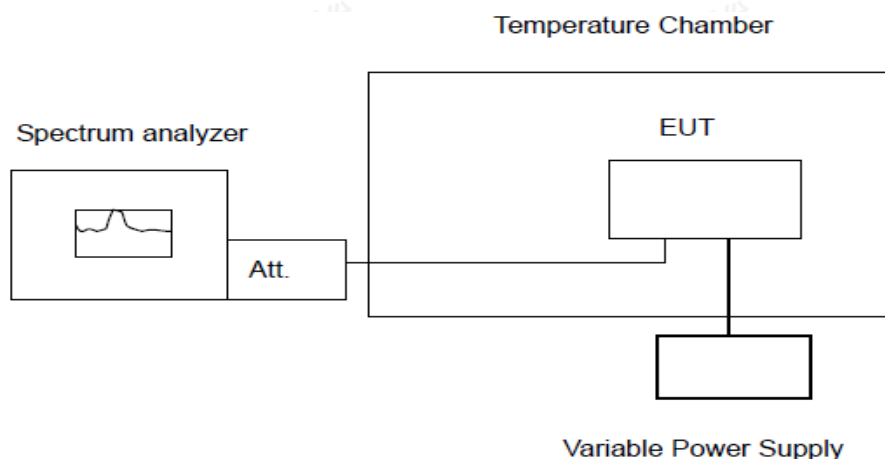 Temperature Chamber
Spectrum analyzer
EUT
Att.
Variable Power Supply